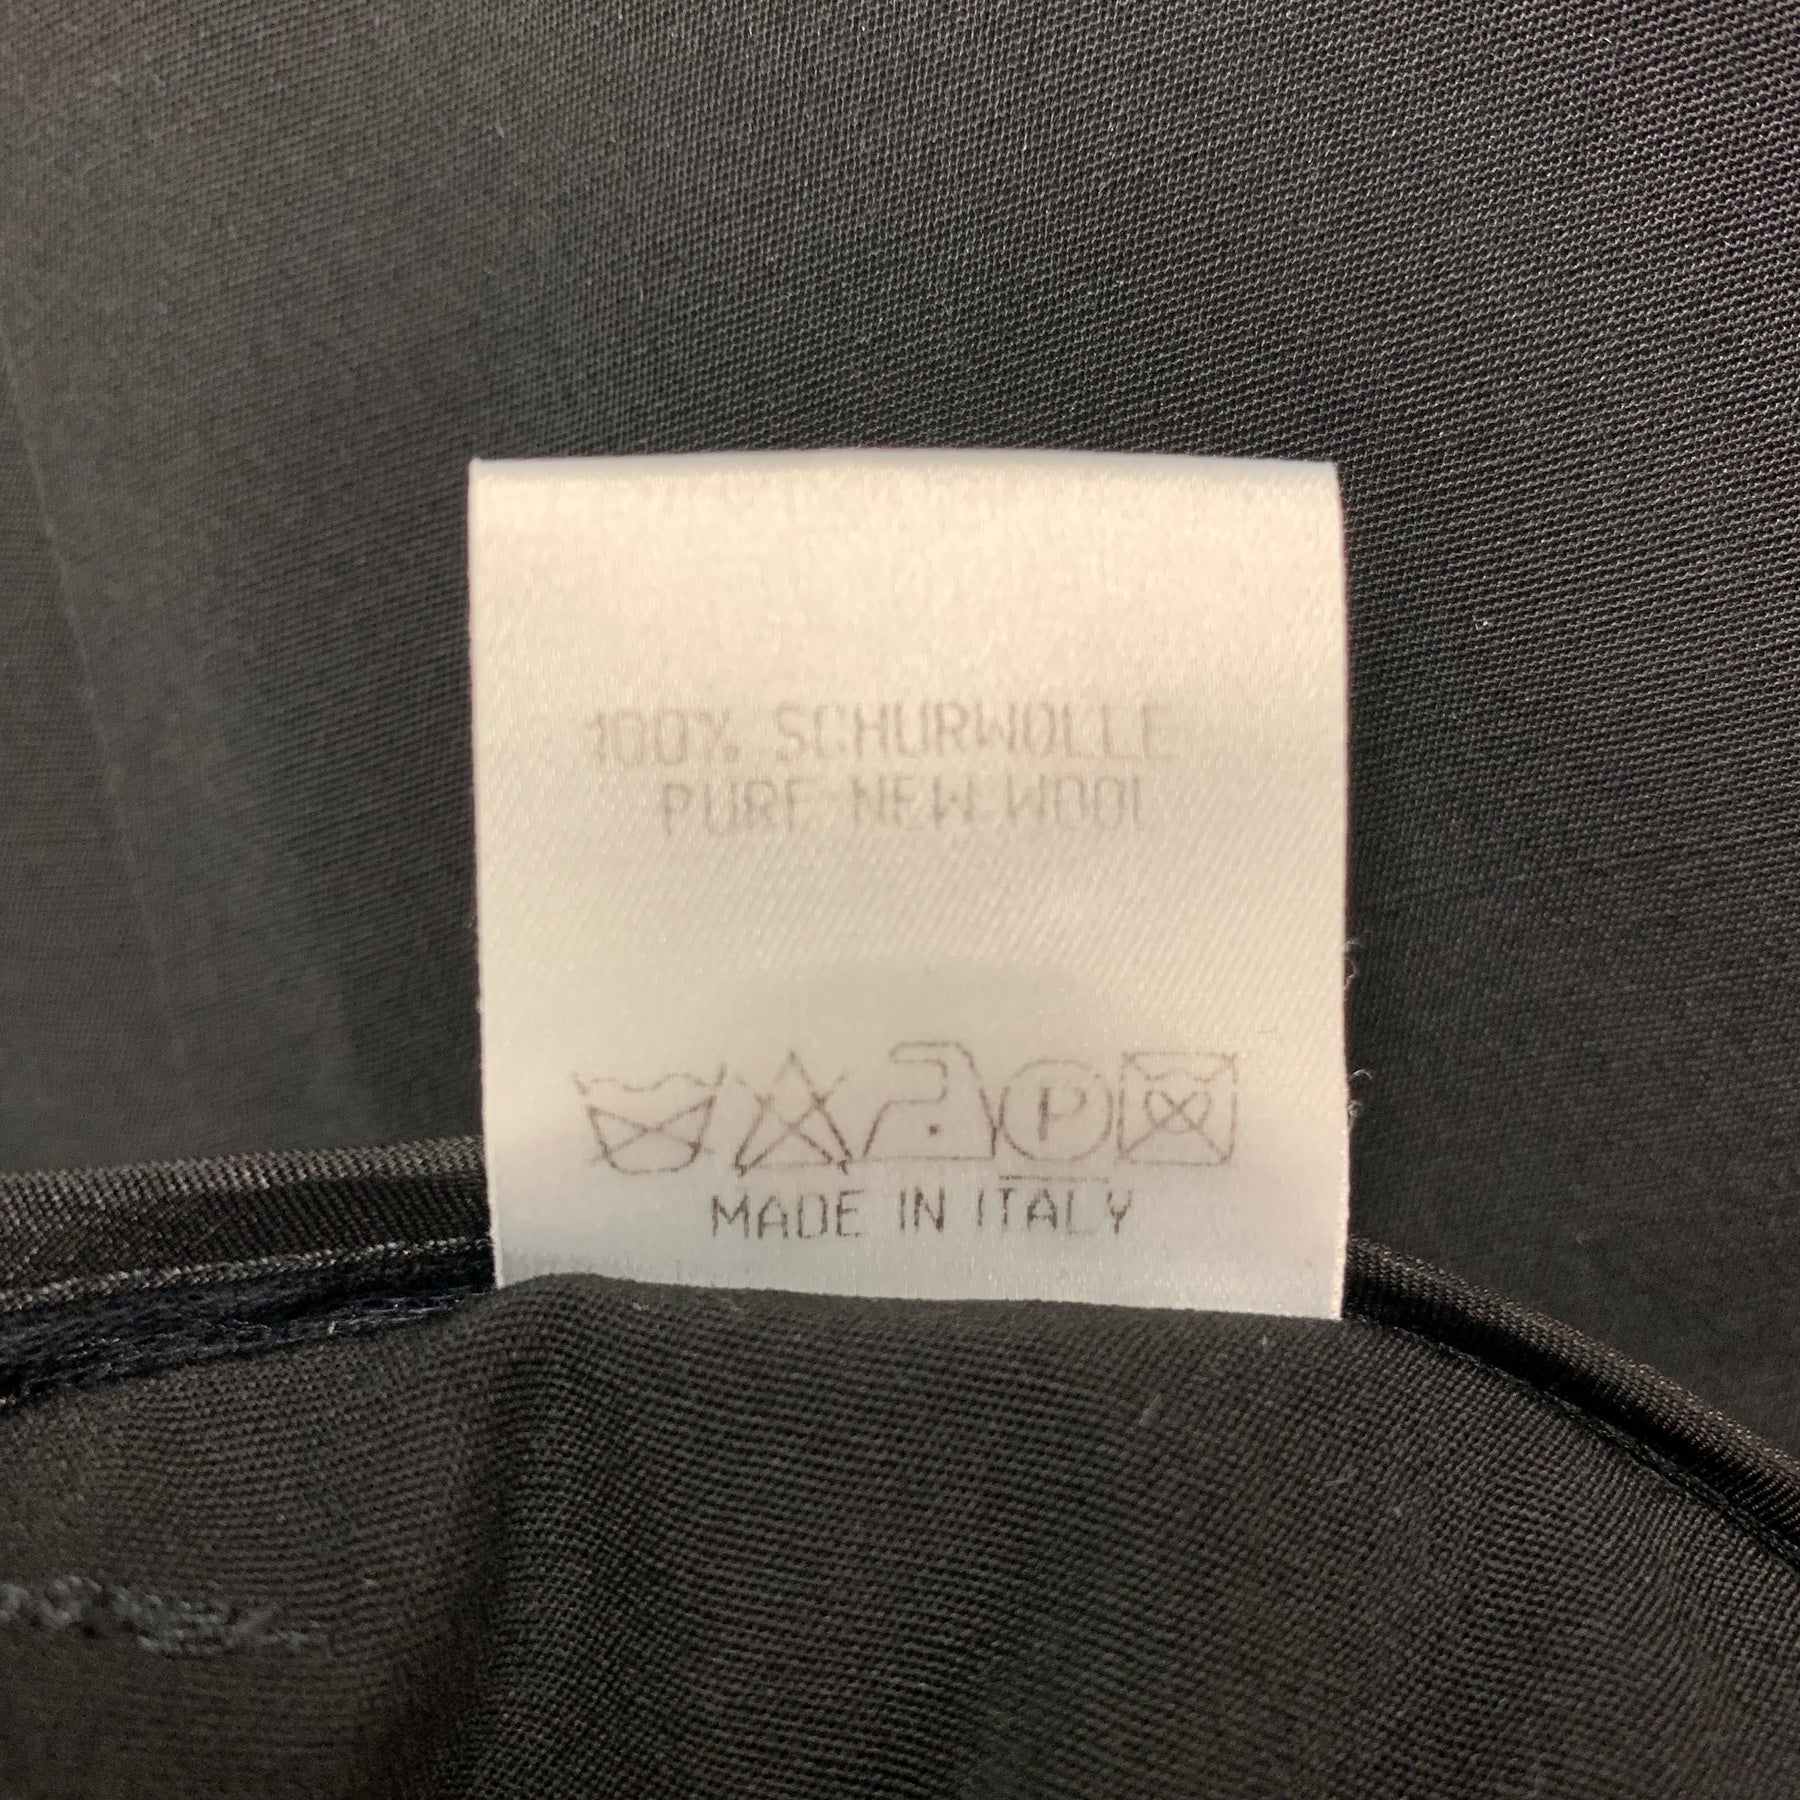 100% SCHURWOLLE
PURE NEW WOOL
P
MADE IN ITALY